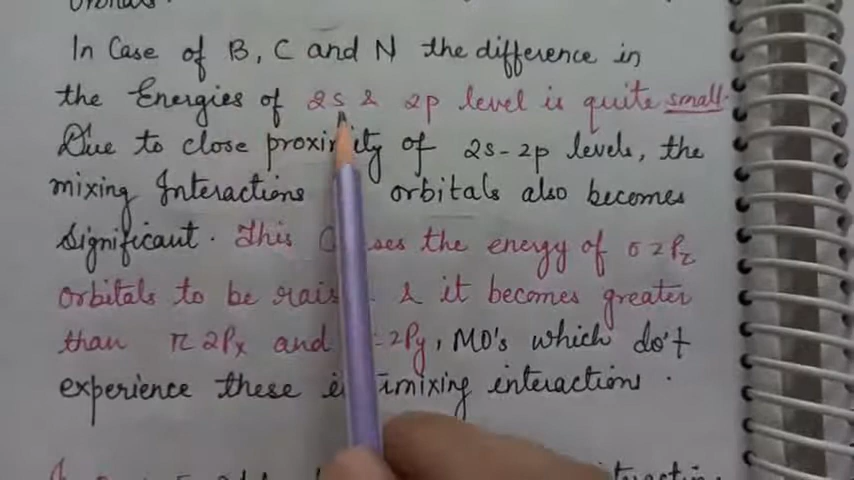 In Case of B, C and N the difference in
the Energies of 2s & 2p level is quite small.
Due to close proximity of 2s-2p levels, the
mixing Interactions orbitals also becomes
Significant. This the energy of σ2Pz
orbitals to be & it becomes greater
than π2Px and 2Py, MO's which do't
experience these interactions.